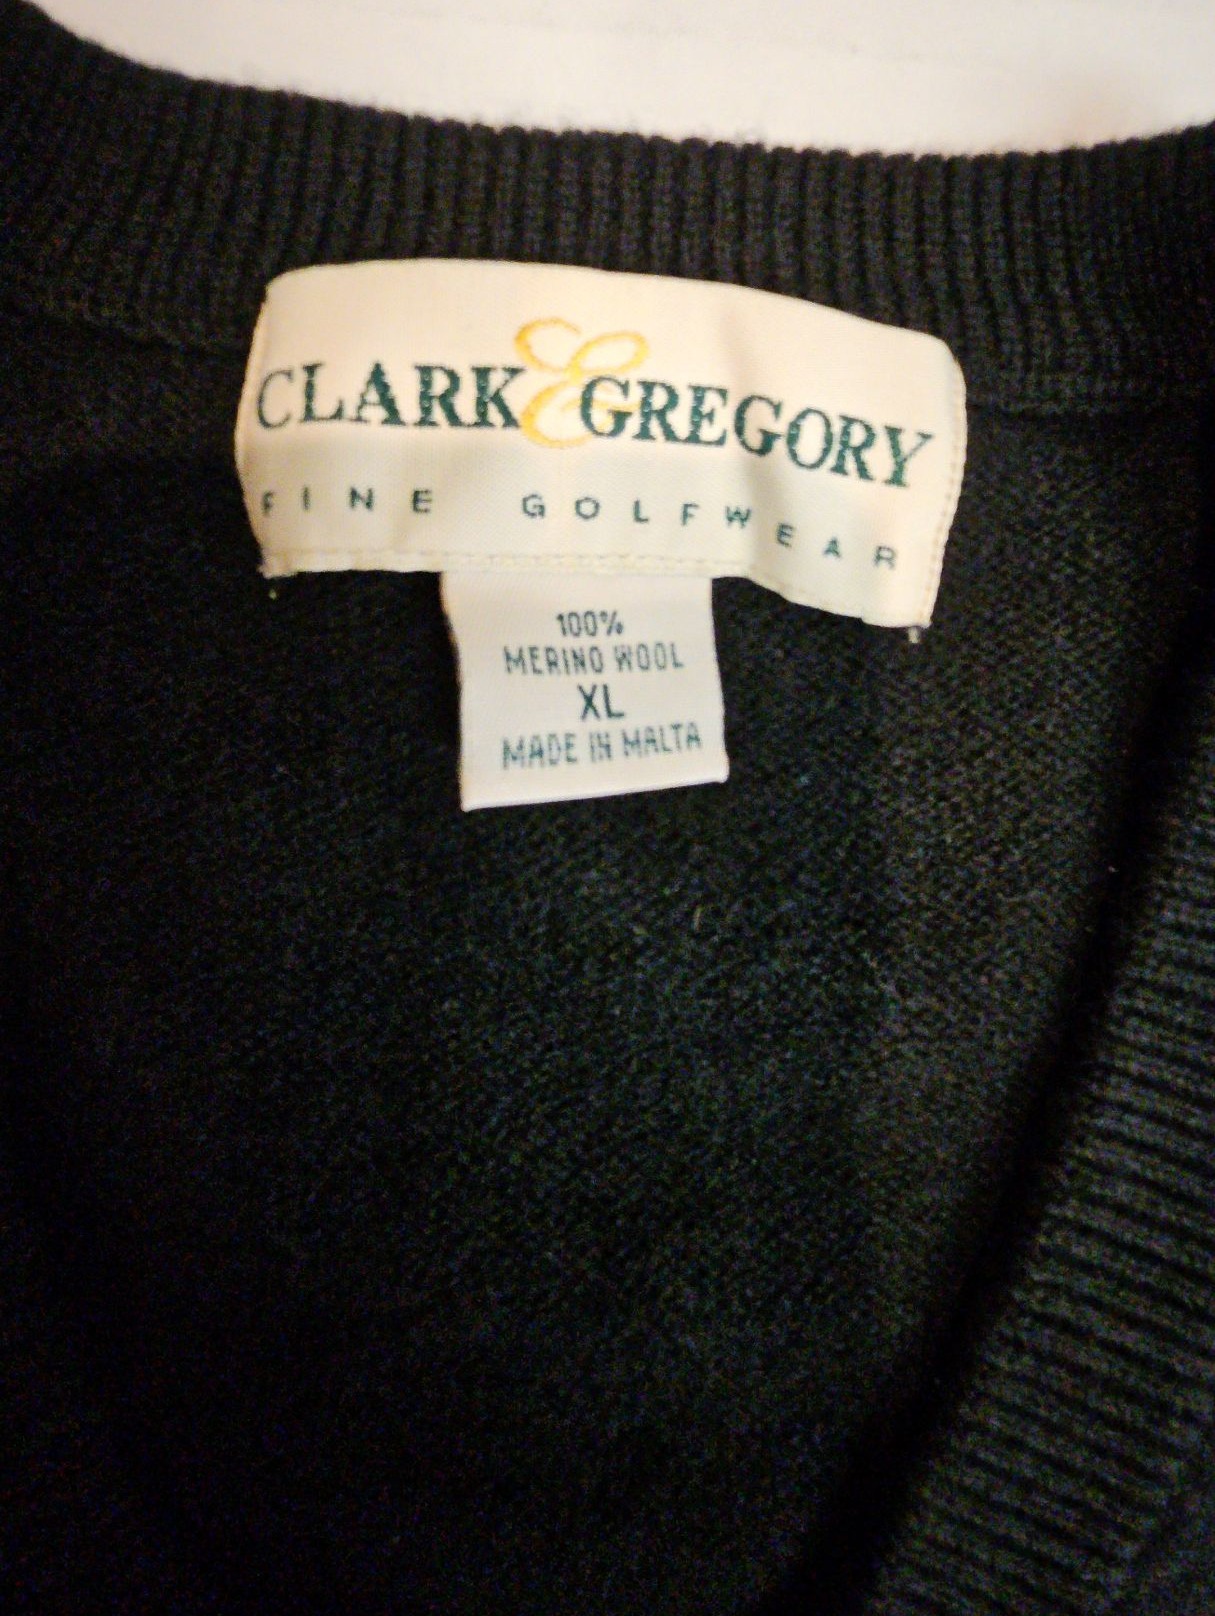 CLARK & GREGORY
FINE GOLFWEAR
100%
MERINO WOOL
XL
MADE IN MALTA